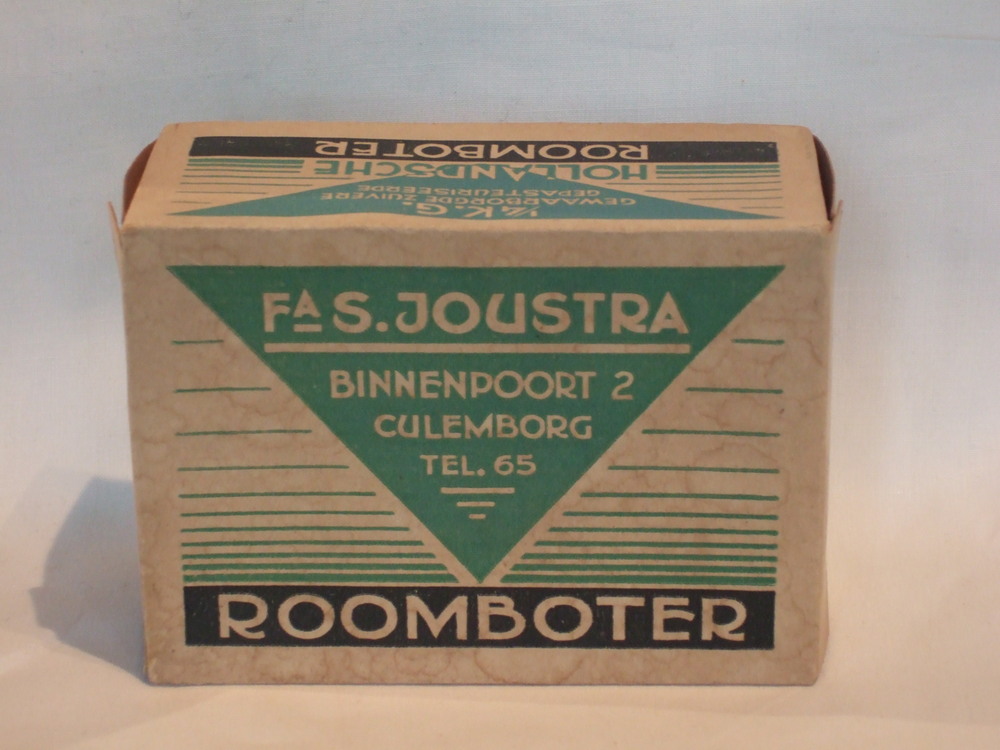 ROOMBOTER
HOLLANDSCHE
GEPASTEURISEERDE
GEWAARBORGDE ZUIVERE
½ K.G.
FA S. JOUSTRA
BINNENPOORT 2
CULEMBORG
TEL. 65
ROOMBOTER